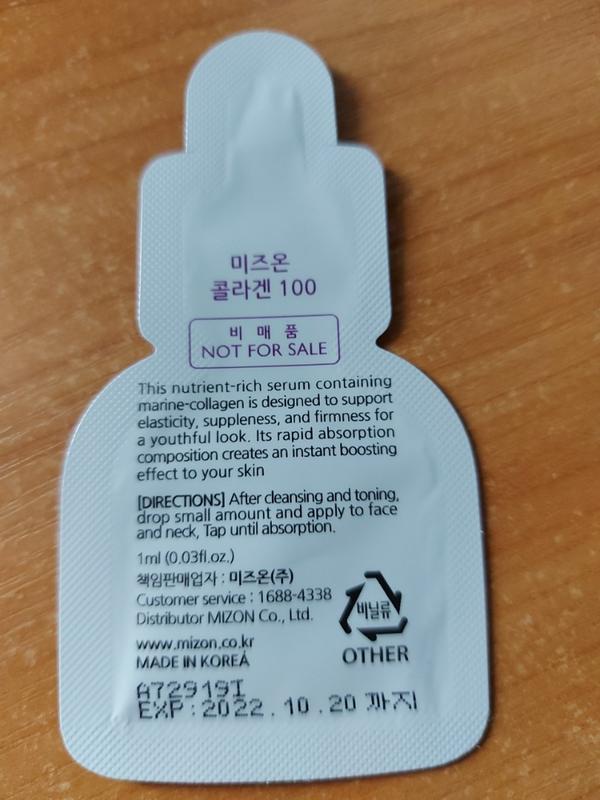 미즈온
콜라겐 100
비 매 품
NOT FOR SALE
This nutrient-rich serum containing
marine-collagen is designed to support
elasticity, suppleness, and firmness for
a youthful look. Its rapid absorption
composition creates an instant boosting
effect to your skin
[DIRECTIONS] After cleansing and toning,
drop small amount and apply to face
and neck, Tap until absorption.
1ml (0.03fl.oz.)
책임판매업자 : 미즈온(주)
Customer service : 1688-4338
Distributor MIZON Co., Ltd.
www.mizon.co.kr
MADE IN KOREA
비닐류
OTHER
A72919I
EXP : 2022.10.20 까지